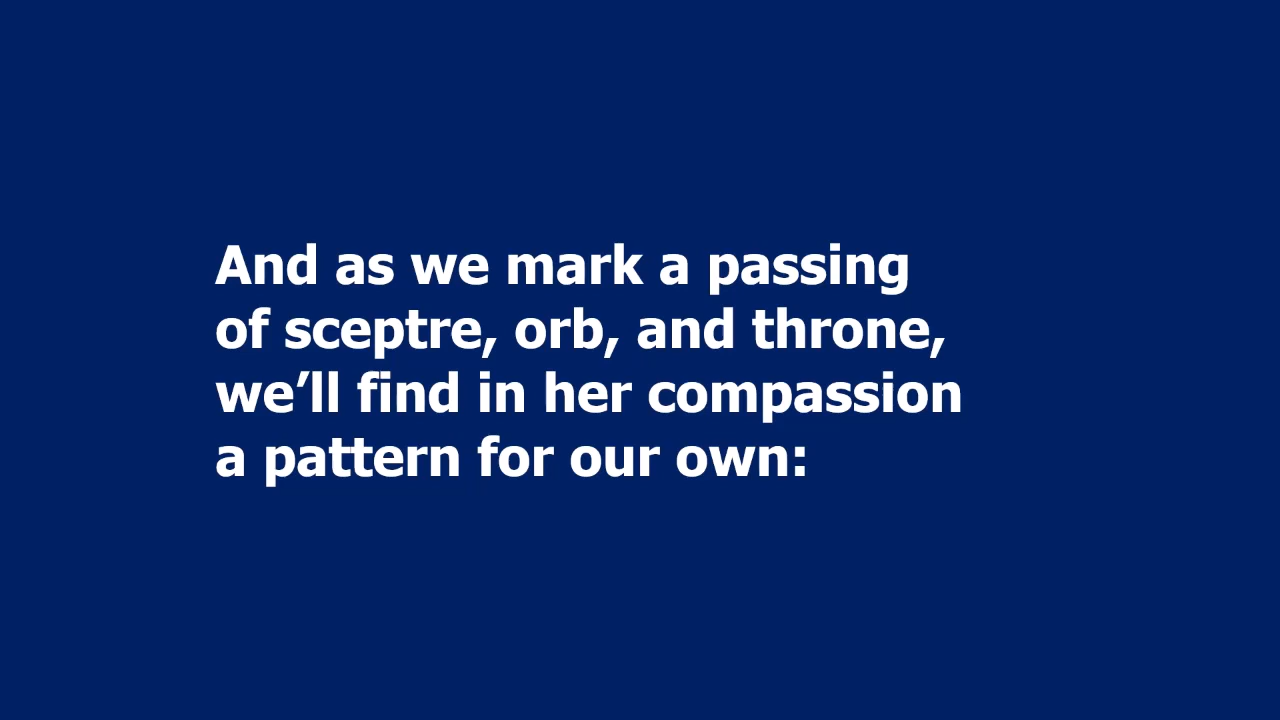 And as we mark a passing
of sceptre, orb, and throne,
we’ll find in her compassion
a pattern for our own: